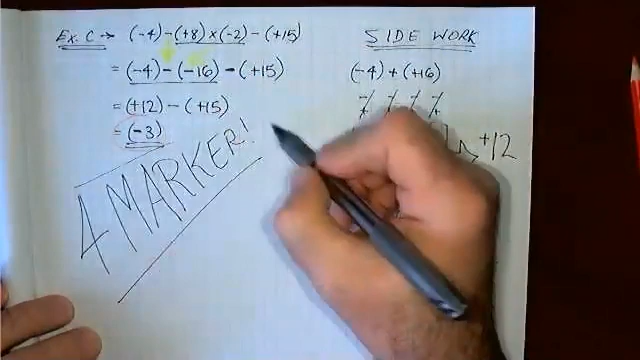 Ex. C → (-4)-(+8)×(-2)-(+15)
= (-4)-(-16)-(+15)
= (+12)-(+15)
= (-3)
4 MARKER!
SIDE WORK
(-4)+(+16)
+12